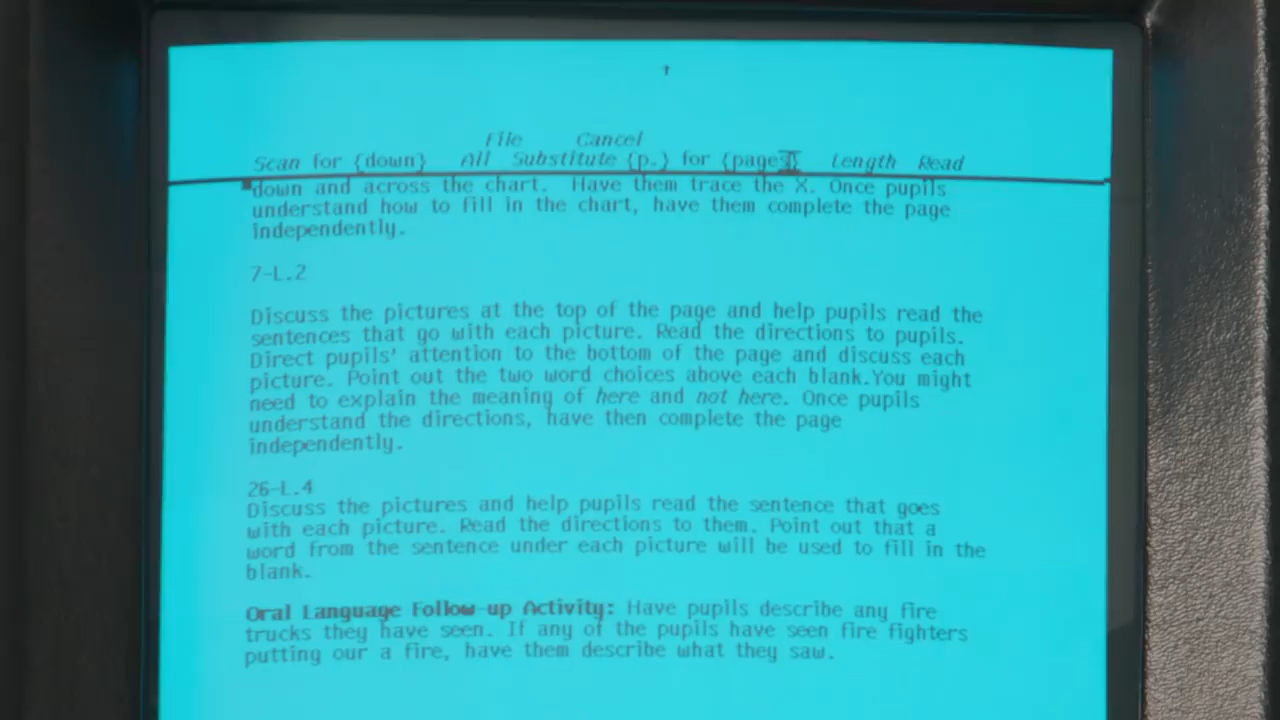 File Cancel
Scan for {down} All Substitute {p.} for {page} Length Read
down and across the chart. Have them trace the X. Once pupils
understand how to fill in the chart, have them complete the page
independently.
7-L.2
Discuss the pictures at the top of the page and help pupils read the
sentences that go with each picture. Read the directions to pupils.
Direct pupils' attention to the bottom of the page and discuss each
picture. Point out the two word choices above each blank.You might
need to explain the meaning of here and not here. Once pupils
understand the directions, have then complete the page
independently.
26-L.4
Discuss the pictures and help pupils read the sentence that goes
with each picture. Read the directions to them. Point out that a
word from the sentence under each picture will be used to fill in the
blank.
Oral Language Follow-up Activity: Have pupils describe any fire
trucks they have seen. If any of the pupils have seen fire fighters
putting our a fire, have them describe what they saw.